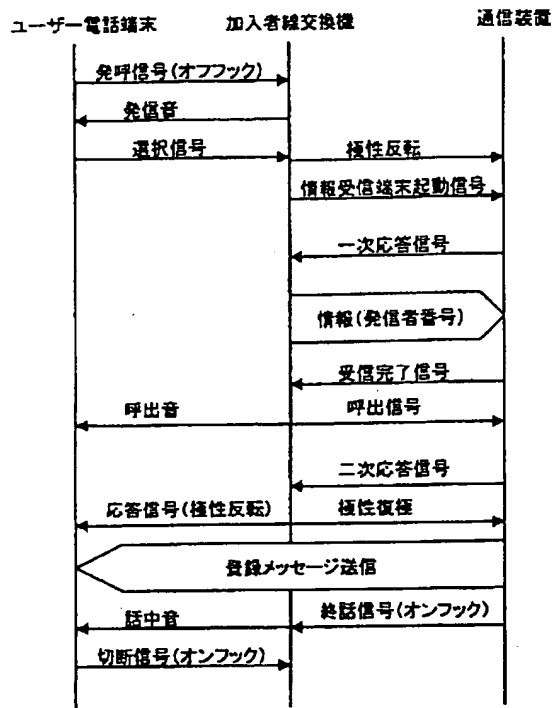 ユーザー電話端末
加入者線交換機
通信装置
発呼信号(オフフック)
発信音
選択信号
極性反転
情報受信端末起動信号
一次応答信号
情報(発信者番号)
受信完了信号
呼出音
呼出信号
二次応答信号
応答信号(極性反転)
極性復極
登録メッセージ送信
話中音
終話信号(オンフック)
切断信号(オンフック)